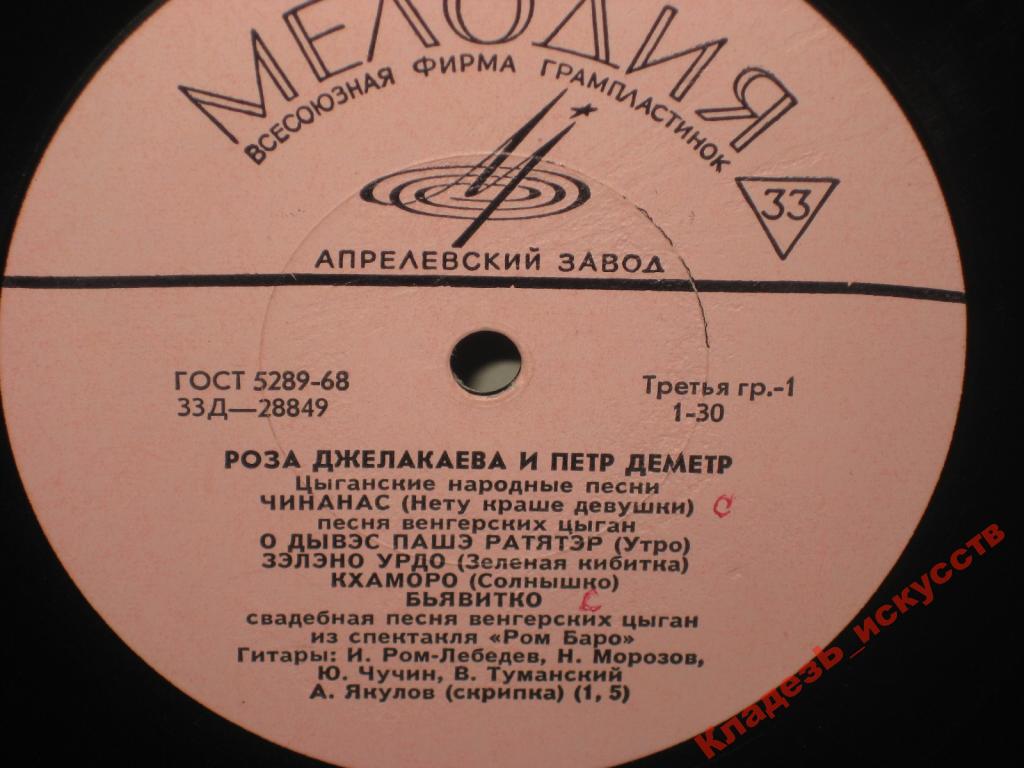 МЕЛОДИЯ
ВСЕСОЮЗНАЯ ФИРМА ГРАМПЛАСТИНОК
33
АПРЕЛЕВСКИЙ ЗАВОД
ГОСТ 5289-68
Третья гр.-1
33Д—28849
1-30
РОЗА ДЖЕЛАКАЕВА И ПЕТР ДЕМЕТР
Цыганские народные песни
ЧИНАНАС (Нету краше девушки) С
песня венгерских цыган
О ДЫВЭС ПАШЭ РАТЯТЭР (Утро)
ЗЭЛЭНО УРДО (Зеленая кибитка)
КХАМОРО (Солнышко)
БЬЯВИТКО С
свадебная песня венгерских цыган
из спектакля «Ром Баро»
Гитары: И. Ром-Лебедев, Н. Морозов,
Ю. Чучин, В. Туманский
А. Якулов (скрипка) (1, 5)
Кладезь_искусств